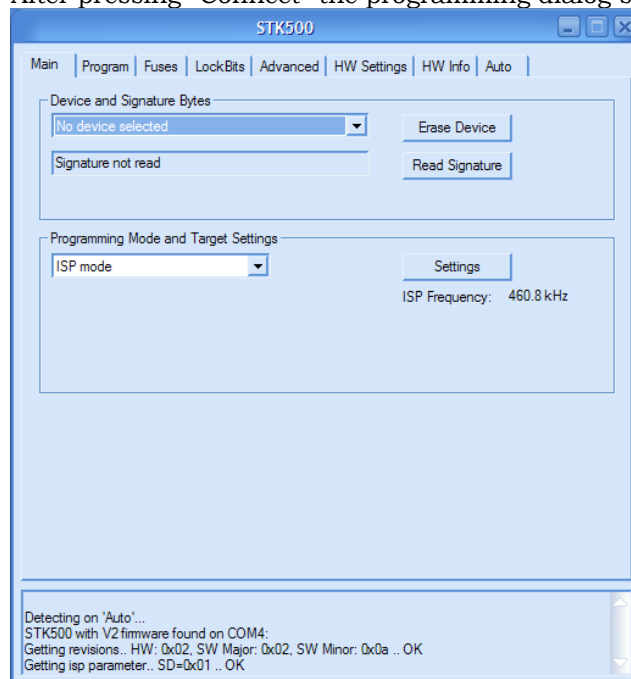 After pressing "Connect" the programming dialog s
STK500
Main Program Fuses LockBits Advanced HW Settings HW Info Auto
Device and Signature Bytes
No device selected Erase Device
Signature not read Read Signature
Programming Mode and Target Settings
ISP mode Settings
ISP Frequency: 460.8 kHz
Detecting on 'Auto'...
STK500 with V2 firmware found on COM4:
Getting revisions.. HW: 0x02, SW Major: 0x02, SW Minor: 0x0a .. OK
Getting isp parameter.. SD=0x01 .. OK